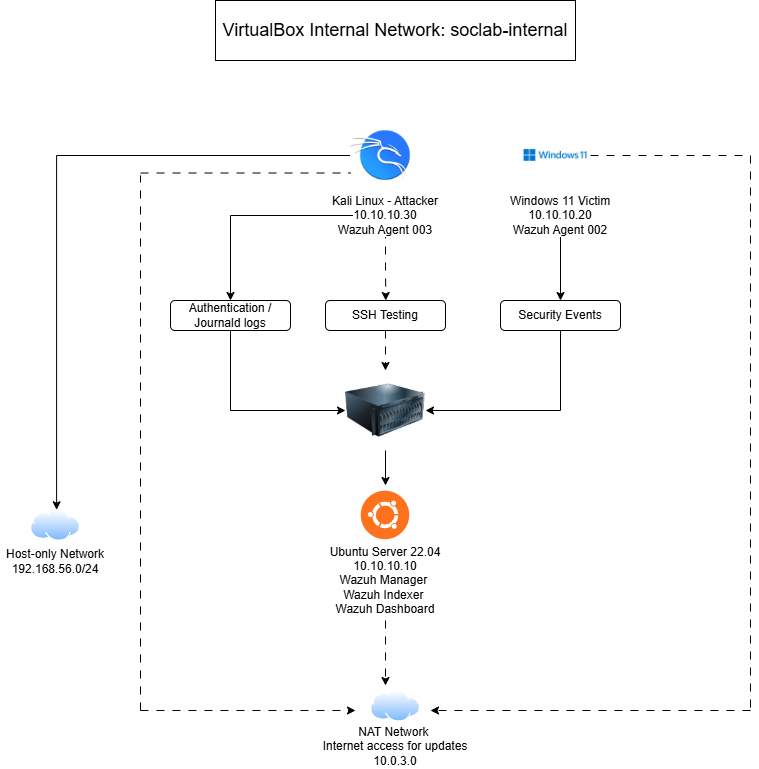 VirtualBox Internal Network: soclab-internal
Windows 11
Kali Linux - Attacker
10.10.10.30
Wazuh Agent 003
Windows 11 Victim
10.10.10.20
Wazuh Agent 002
Authentication /
Journald logs
SSH Testing
Security Events
Host-only Network
192.168.56.0/24
Ubuntu Server 22.04
10.10.10.10
Wazuh Manager
Wazuh Indexer
Wazuh Dashboard
NAT Network
Internet access for updates
10.0.3.0